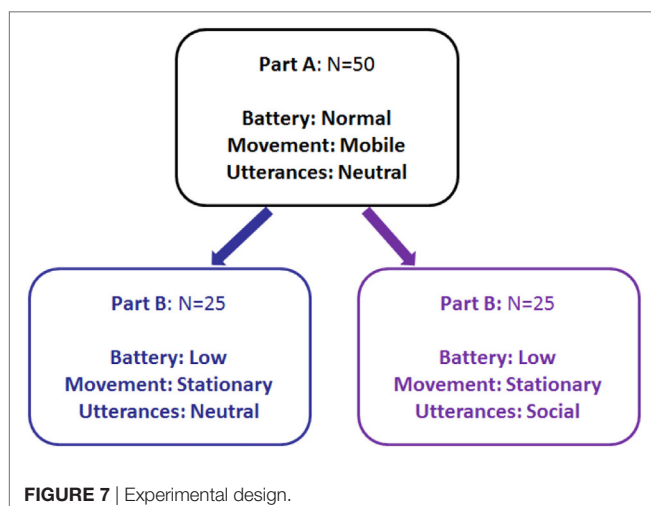 Part A: N=50
Battery: Normal
Movement: Mobile
Utterances: Neutral
Part B: N=25
Battery: Low
Movement: Stationary
Utterances: Neutral
Part B: N=25
Battery: Low
Movement: Stationary
Utterances: Social
FIGURE 7 | Experimental design.